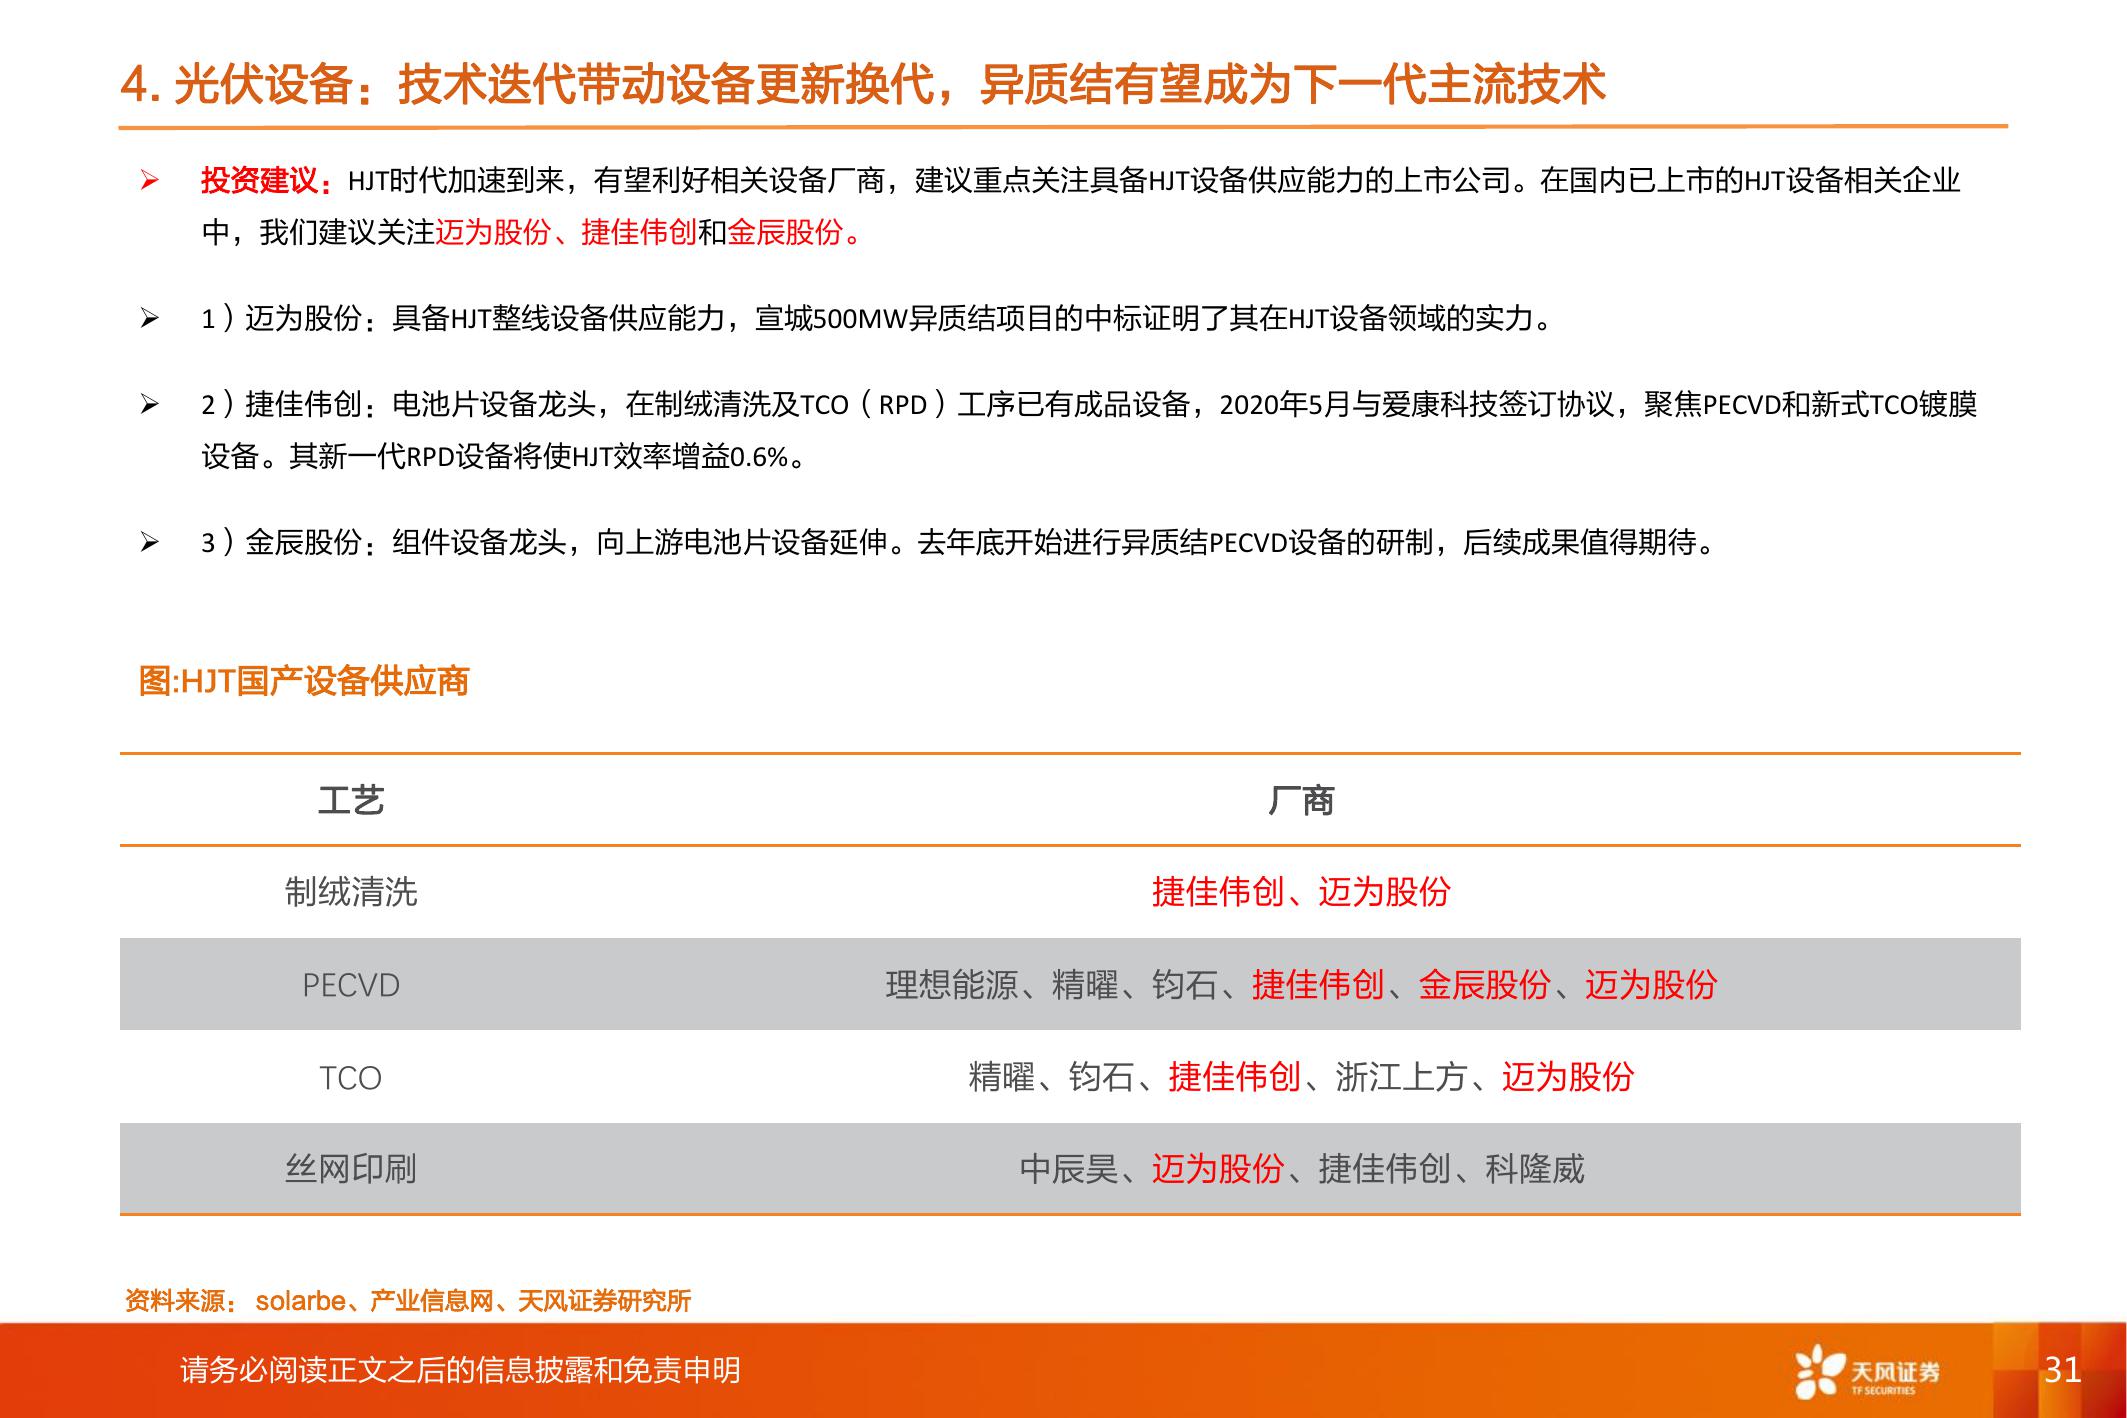 4. 光伏设备：技术迭代带动设备更新换代，异质结有望成为下一代主流技术
➢ 投资建议：HJT时代加速到来，有望利好相关设备厂商，建议重点关注具备HJT设备供应能力的上市公司。在国内已上市的HJT设备相关企业
中，我们建议关注迈为股份、捷佳伟创和金辰股份。
➢ 1）迈为股份：具备HJT整线设备供应能力，宣城500MW异质结项目的中标证明了其在HJT设备领域的实力。
➢ 2）捷佳伟创：电池片设备龙头，在制绒清洗及TCO（RPD）工序已有成品设备，2020年5月与爱康科技签订协议，聚焦PECVD和新式TCO镀膜
设备。其新一代RPD设备将使HJT效率增益0.6%。
➢ 3）金辰股份：组件设备龙头，向上游电池片设备延伸。去年底开始进行异质结PECVD设备的研制，后续成果值得期待。
图:HJT国产设备供应商
工艺 厂商
制绒清洗 捷佳伟创、迈为股份
PECVD 理想能源、精曜、钧石、捷佳伟创、金辰股份、迈为股份
TCO 精曜、钧石、捷佳伟创、浙江上方、迈为股份
丝网印刷 中辰昊、迈为股份、捷佳伟创、科隆威
资料来源： solarbe、产业信息网、天风证券研究所
请务必阅读正文之后的信息披露和免责申明
天风证券
TF SECURITIES
31